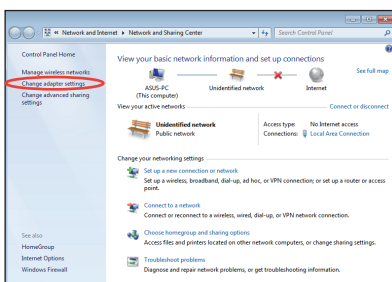 « Network and Internet ▸ Network and Sharing Center
Search Control Panel
Control Panel Home
Manage wireless networks
Change adapter settings
Change advanced sharing
settings
See also
HomeGroup
Internet Options
Windows Firewall
View your basic network information and set up connections
See full map
ASUS-PC
(This computer)
Unidentified network
Internet
View your active networks
Connect or disconnect
Unidentified network
Public network
Access type: No Internet access
Connections: Local Area Connection
Change your networking settings
Set up a new connection or network
Set up a wireless, broadband, dial-up, ad hoc, or VPN connection; or set up a router or access
point.
Connect to a network
Connect or reconnect to a wireless, wired, dial-up, or VPN network connection.
Choose homegroup and sharing options
Access files and printers located on other network computers, or change sharing settings.
Troubleshoot problems
Diagnose and repair network problems, or get troubleshooting information.